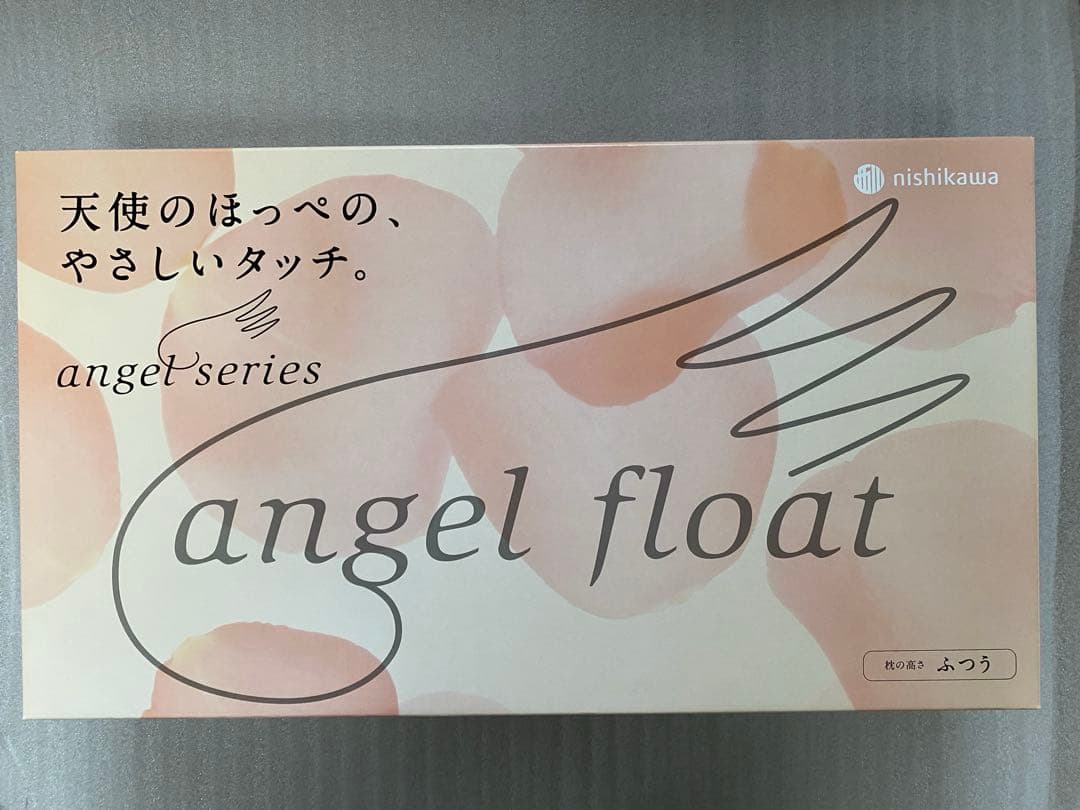 nishikawa
天使のほっぺの、
やさしいタッチ。
angel series
angel float
枕の高さ ふつう